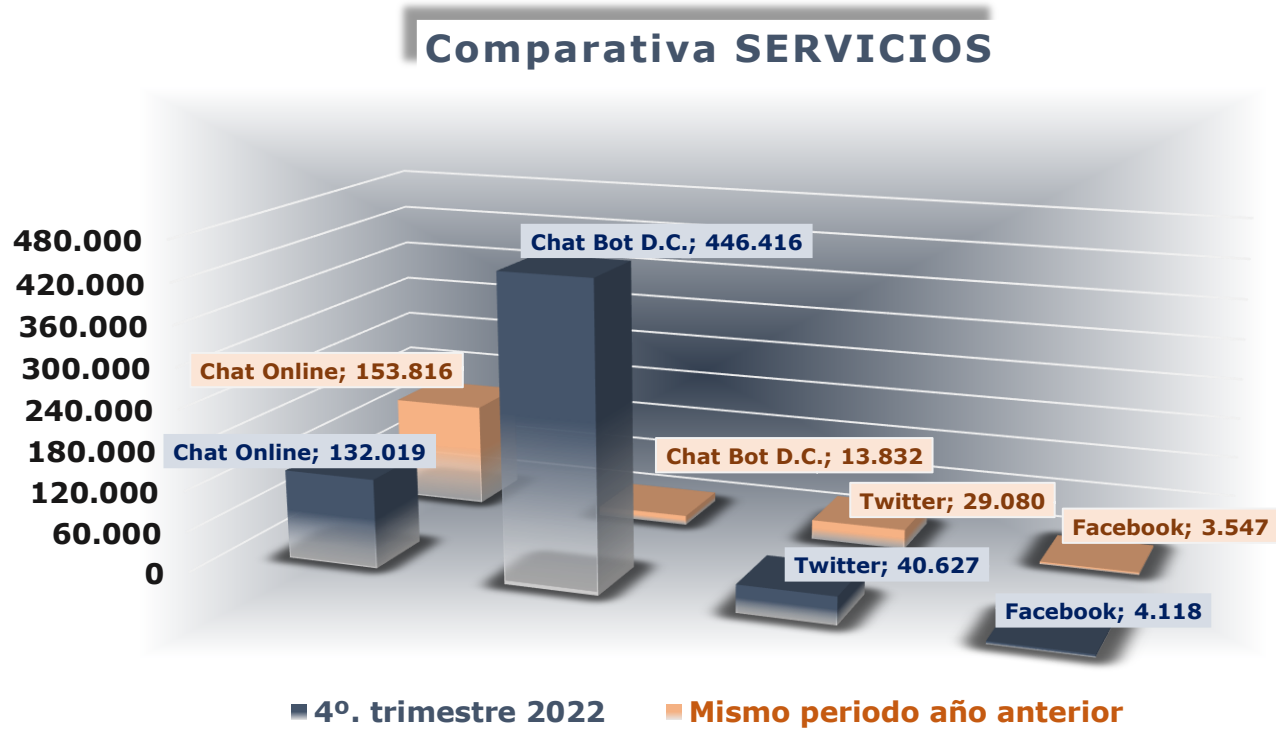 Comparativa SERVICIOS
480.000
420.000
360.000
300.000
240.000
180.000
120.000
60.000
0
Chat Bot D.C.; 446.416
Chat Online; 153.816
Chat Online; 132.019
Chat Bot D.C.; 13.832
Twitter; 29.080
Facebook; 3.547
Twitter; 40.627
Facebook; 4.118
4º. trimestre 2022
Mismo periodo año anterior